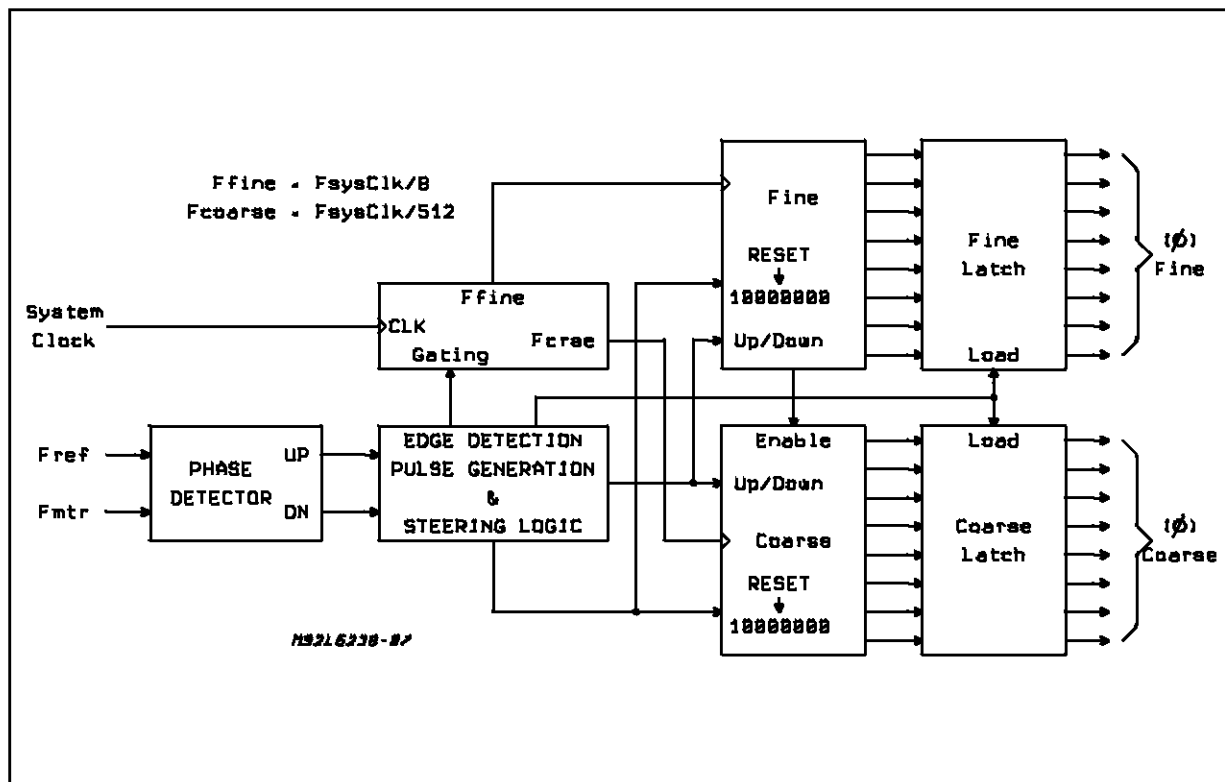 Ffine = FsysClk/8
Fcoarse = FsysClk/512
System
Clock
Ffine
CLK
Fcrse
Gating
Fine
RESET
10000000
Up/Down
Fine
Latch
Load
(Ø)
Fine
Fref
Fmtr
PHASE
DETECTOR
UP
DN
EDGE DETECTION
PULSE GENERATION
&
STEERING LOGIC
Enable
Up/Down
Coarse
RESET
10000000
Load
Coarse
Latch
(Ø)
Coarse